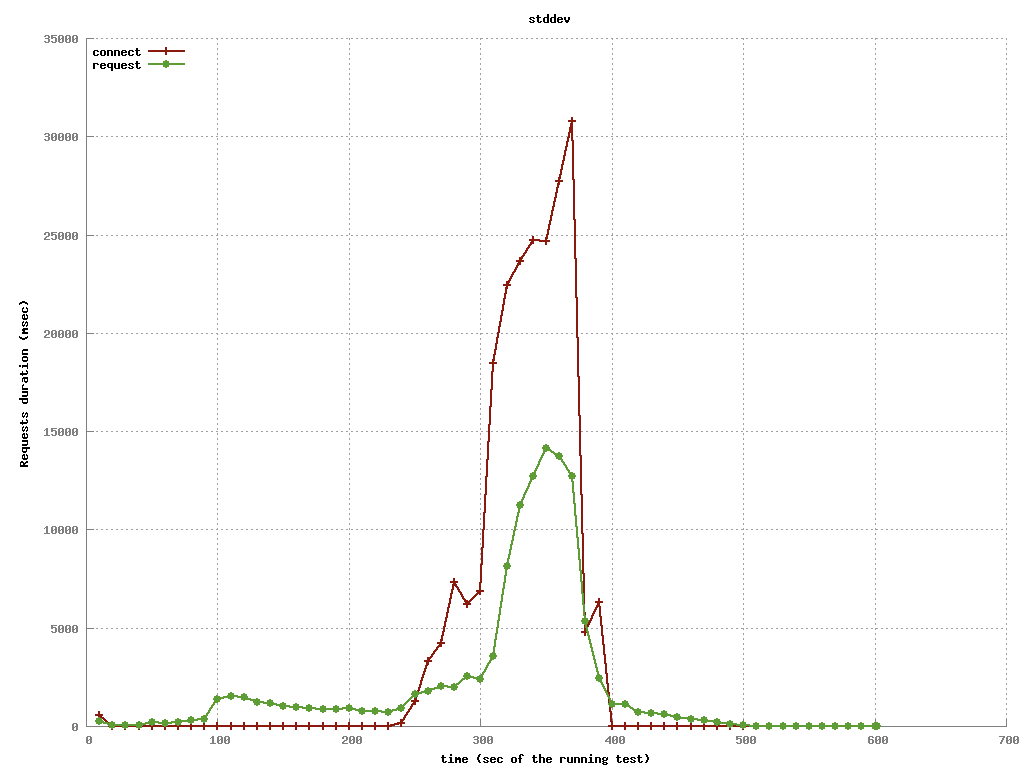 stddev
35000
connect
request
30000
25000
20000
15000
10000
5000
0
Requests duration (msec)
0 100 200 300 400 500 600 700
time (sec of the running test)